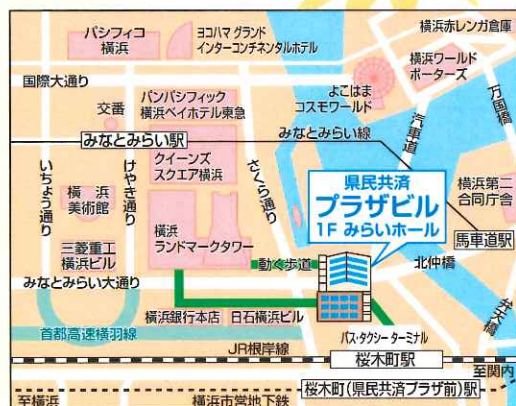 パシフィコ
横浜
ヨコハマ グランド
インターコンチネンタルホテル
横浜赤レンガ倉庫
横浜ワールド
ポーターズ
国際大通り
よこはま
コスモワールド
万国橋
汽車道
交番
パンパシフィック
横浜ベイホテル東急
みなとみらい線
みなとみらい駅
いちょう通り
けやき通り
クイーンズ
スクエア横浜
さくら通り
県民共済
プラザビル
1F みらいホール
横浜第二
合同庁舎
馬車道駅
横浜
美術館
三菱重工
横浜ビル
横浜
ランドマークタワー
動く歩道
北仲橋
みなとみらい大通り
弁天橋
横浜銀行本店
日石横浜ビル
首都高速横羽線
バス・タクシー ターミナル
JR根岸線
桜木町駅
至関内
桜木町(県民共済プラザ前)駅
至横浜
横浜市営地下鉄